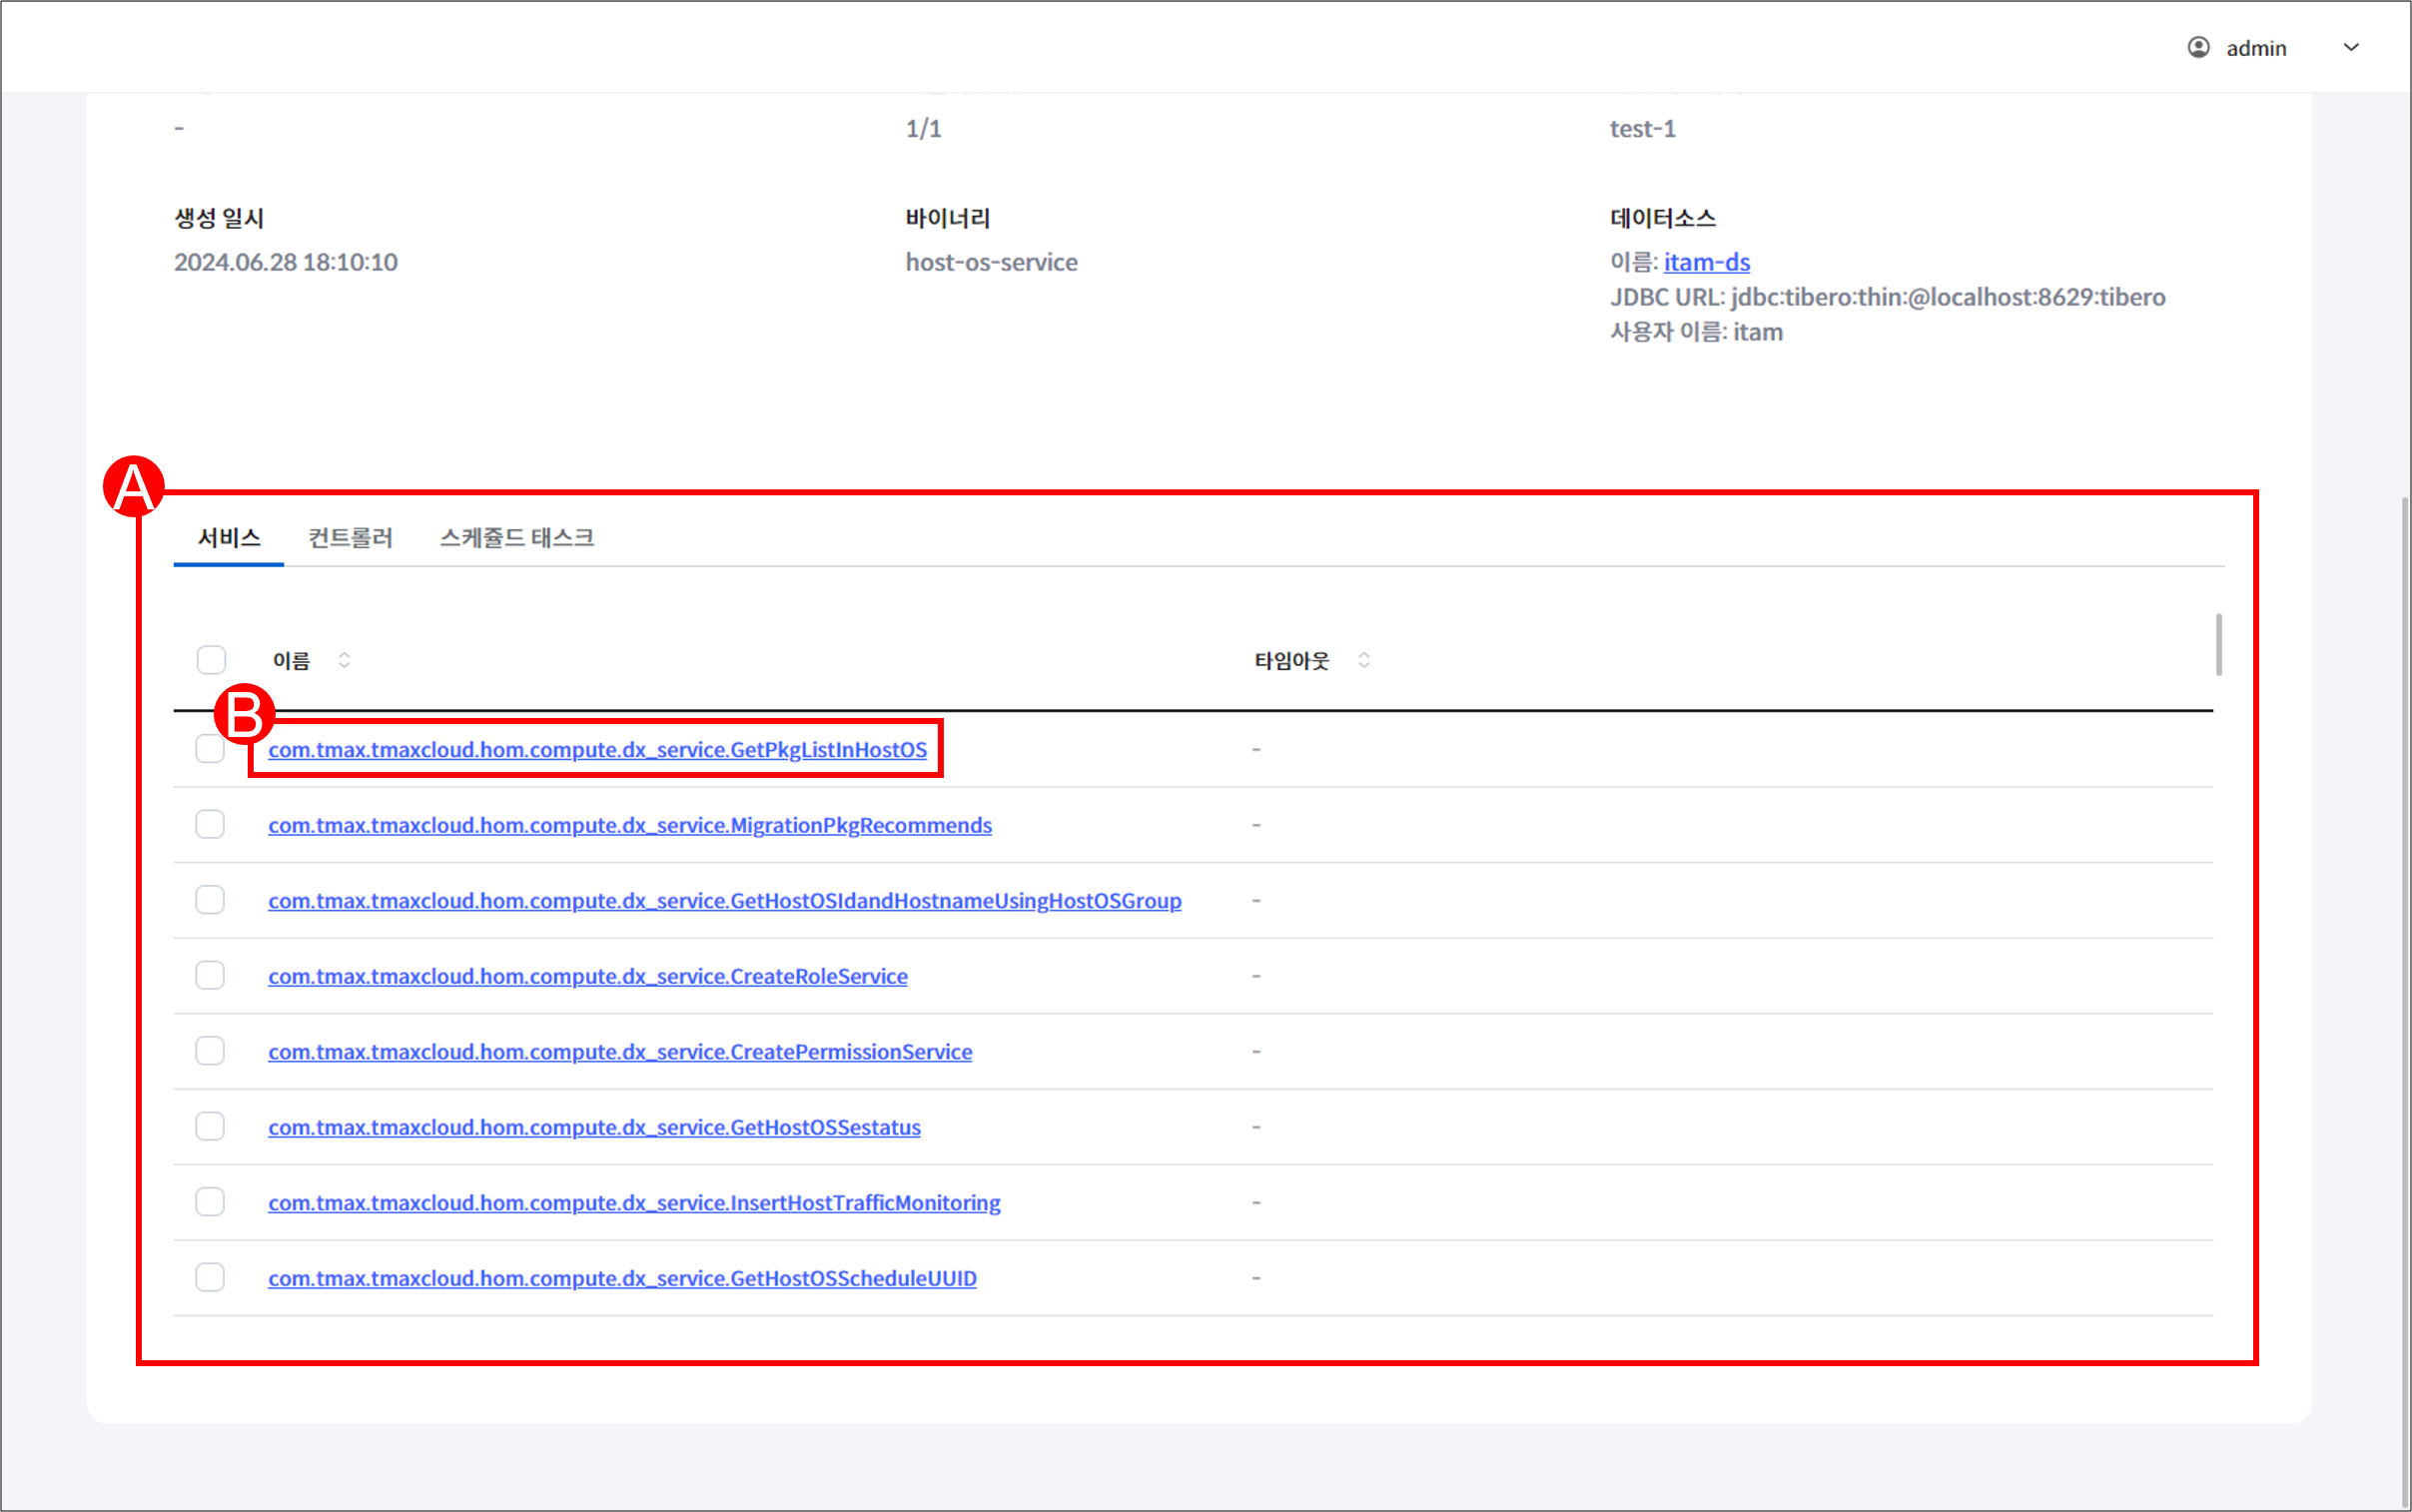 admin
- 1/1 test-1
생성 일시 바이너리 데이터소스
2024.06.28 18:10:10 host-os-service 이름: itam-ds
JDBC URL: jdbc:tibero:thin:@localhost:8629:tibero
사용자 이름: itam
A
서비스 컨트롤러 스케쥴드 태스크
이름 타임아웃
B
com.tmax.tmaxcloud.hom.compute.dx_service.GetPkgListInHostOS -
com.tmax.tmaxcloud.hom.compute.dx_service.MigrationPkgRecommends -
com.tmax.tmaxcloud.hom.compute.dx_service.GetHostOSIdandHostnameUsingHostOSGroup -
com.tmax.tmaxcloud.hom.compute.dx_service.CreateRoleService -
com.tmax.tmaxcloud.hom.compute.dx_service.CreatePermissionService -
com.tmax.tmaxcloud.hom.compute.dx_service.GetHostOSSestatus -
com.tmax.tmaxcloud.hom.compute.dx_service.InsertHostTrafficMonitoring -
com.tmax.tmaxcloud.hom.compute.dx_service.GetHostOSScheduleUUID -